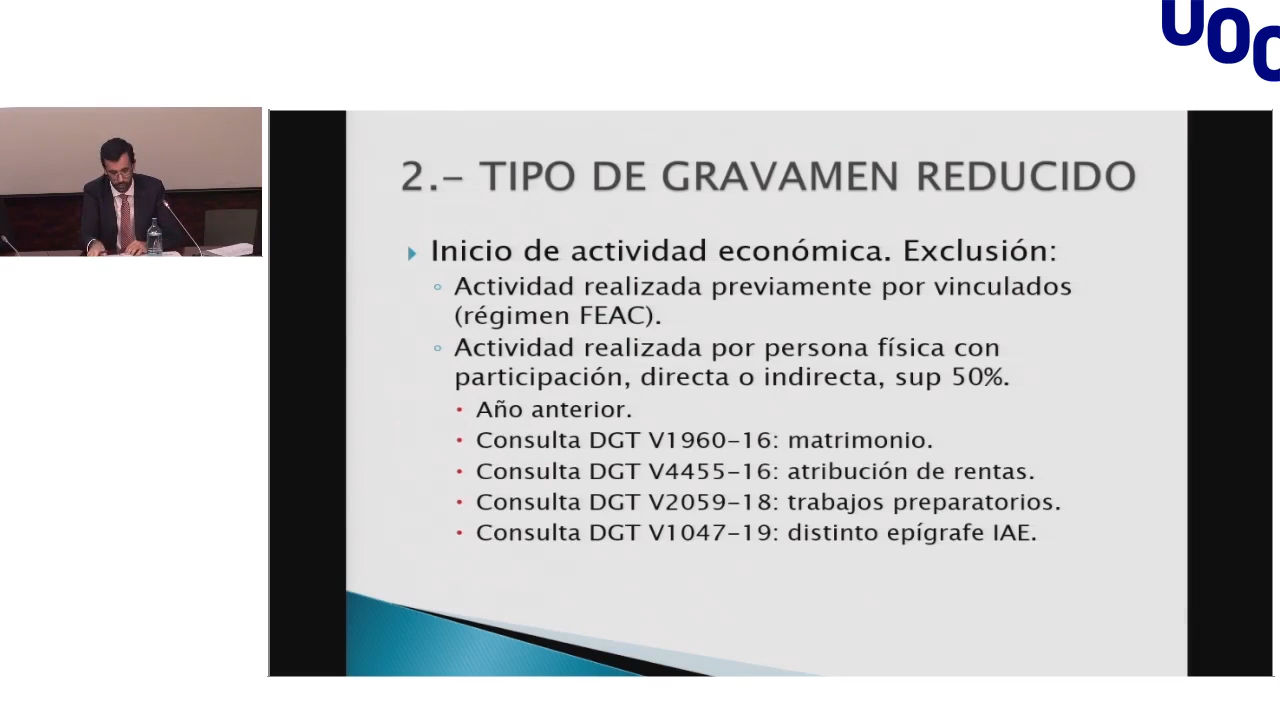 UOC
2.- TIPO DE GRAVAMEN REDUCIDO
Inicio de actividad económica. Exclusión:
Actividad realizada previamente por vinculados
(régimen FEAC).
Actividad realizada por persona física con
participación, directa o indirecta, sup 50%.
Año anterior.
Consulta DGT V1960-16: matrimonio.
Consulta DGT V4455-16: atribución de rentas.
Consulta DGT V2059-18: trabajos preparatorios.
Consulta DGT V1047-19: distinto epígrafe IAE.